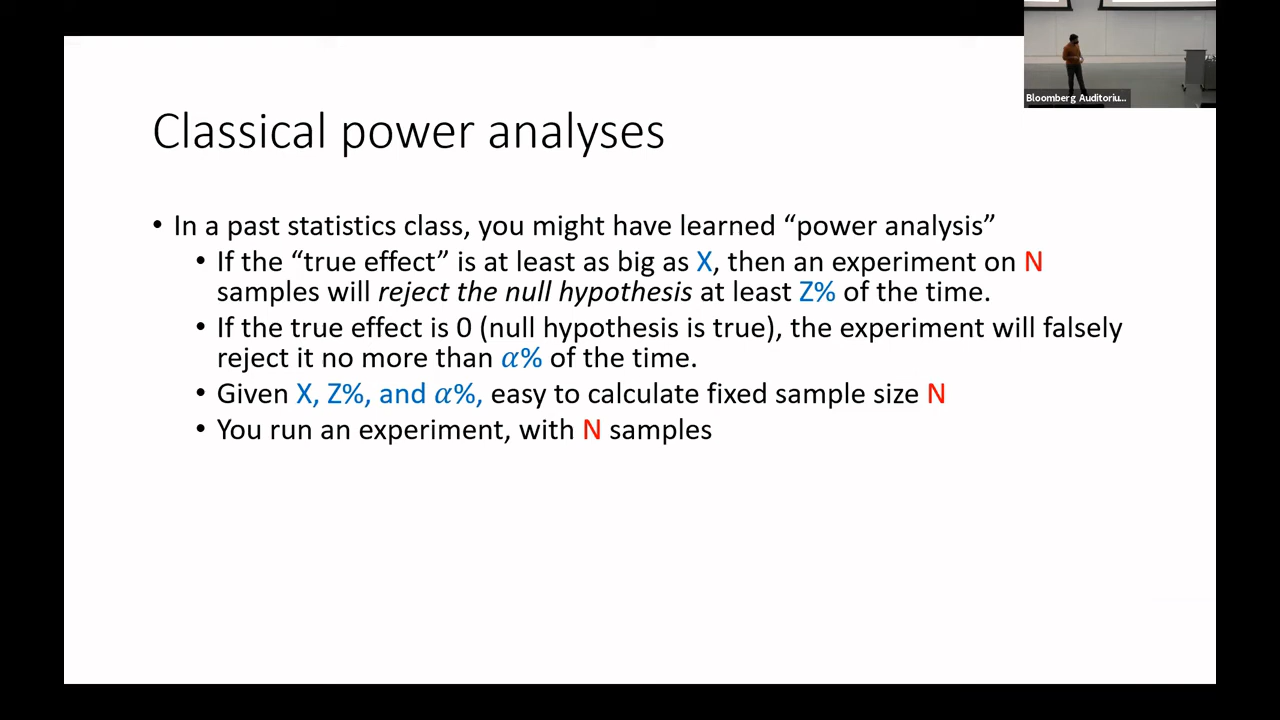 Bloomberg Auditoriu...
Classical power analyses
• In a past statistics class, you might have learned “power analysis”
• If the “true effect” is at least as big as X, then an experiment on N
samples will reject the null hypothesis at least Z% of the time.
• If the true effect is 0 (null hypothesis is true), the experiment will falsely
reject it no more than α% of the time.
• Given X, Z%, and α%, easy to calculate fixed sample size N
• You run an experiment, with N samples